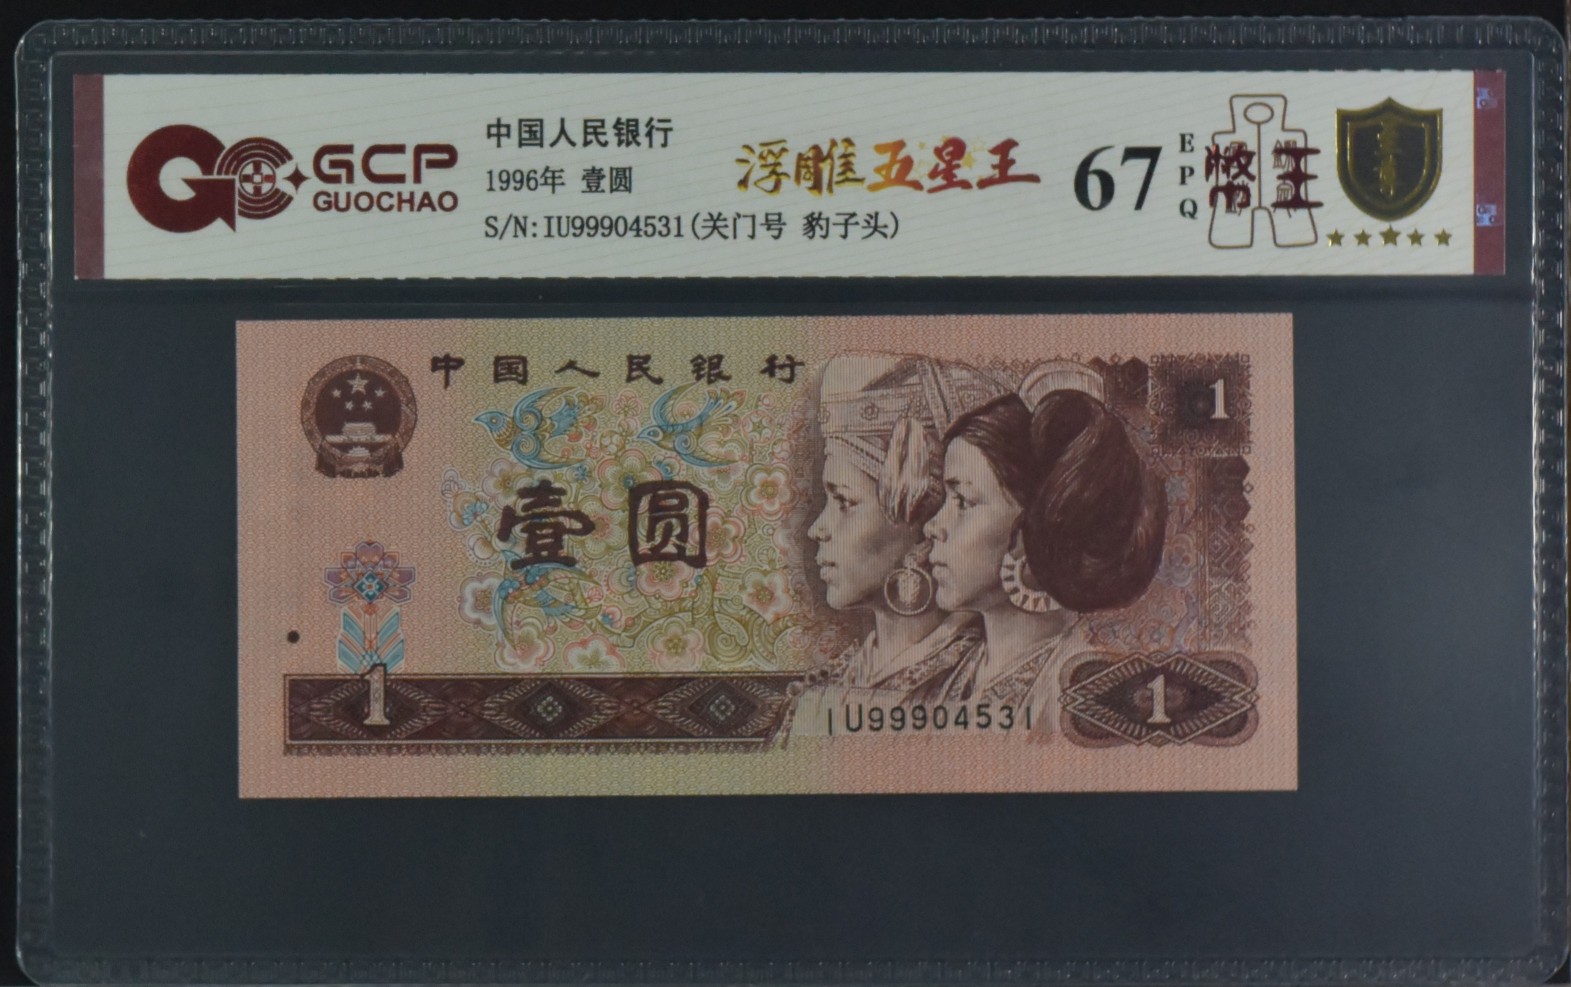 GCP
GUOCHAO
中国人民银行
1996年 壹圆
S/N:IU99904531(关门号 豹子头)
浮雕五星王
67
EPQ
中国人民银行
1
壹圆
1
IU99904531
1